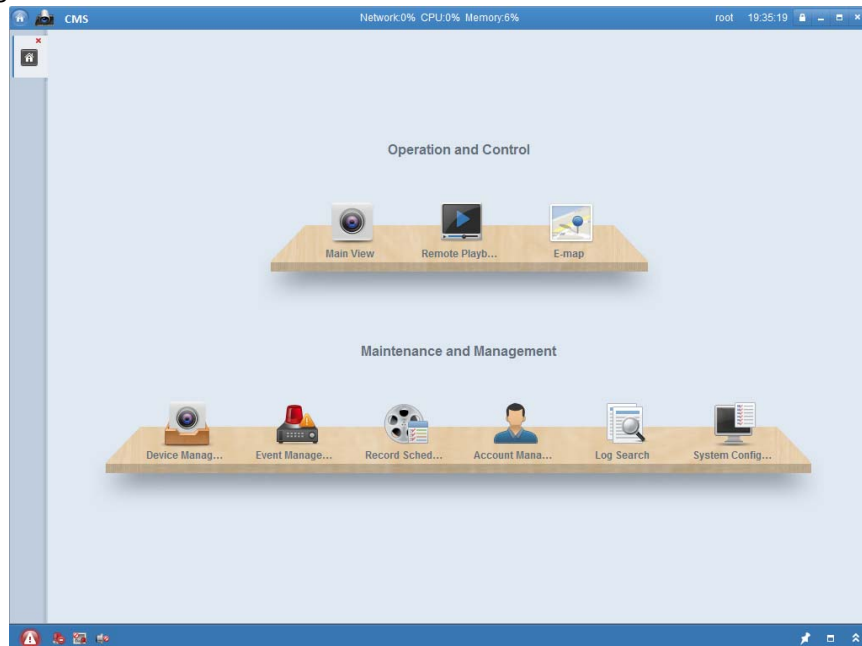 CMS Network:0% CPU:0% Memory:6% root 19:35:19
Operation and Control
Main View Remote Playb... E-map
Maintenance and Management
Device Manag... Event Manage... Record Sched... Account Mana... Log Search System Config...